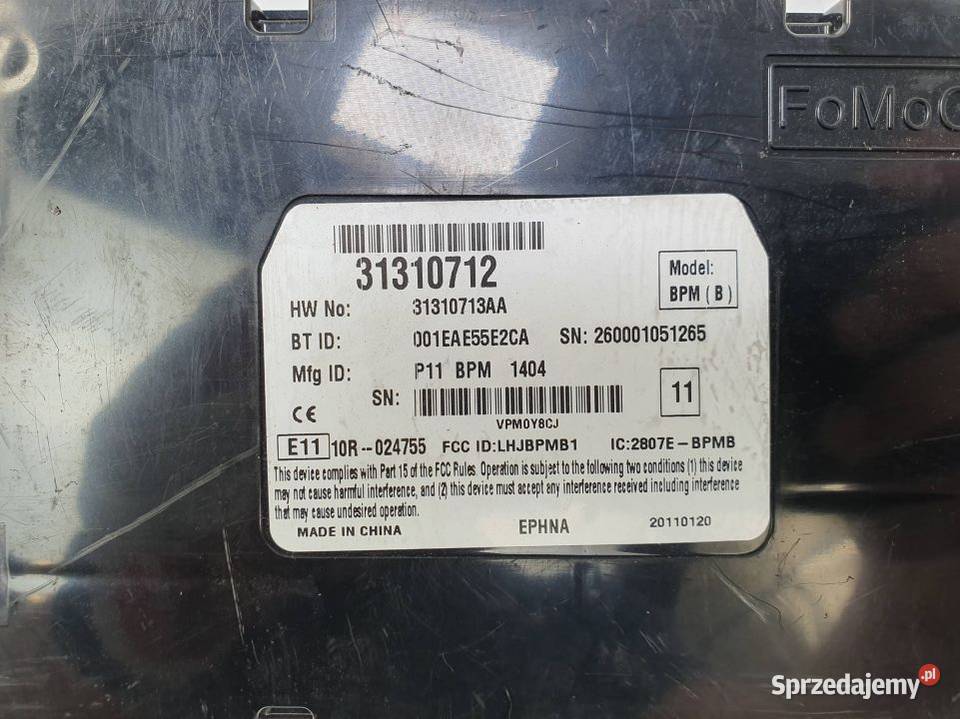 FoMoC
31310712
Model:
BPM ( B )
HW No: 31310713AA
BT ID: 001EAE55E2CA SN: 260001051265
Mfg ID: P11 BPM 1404
SN:
11
VPM0Y8CJ
CE
E11 10R-024755 FCC ID:LHJBPMB1 IC:2807E-BPMB
This device complies with Part 15 of the FCC Rules. Operation is subject to the following two conditions (1) this device
may not cause harmful interference, and (2) this device must accept any interference received including interference
that may cause undesired operation.
MADE IN CHINA EPHNA 20110120
Sprzedajemy.pl